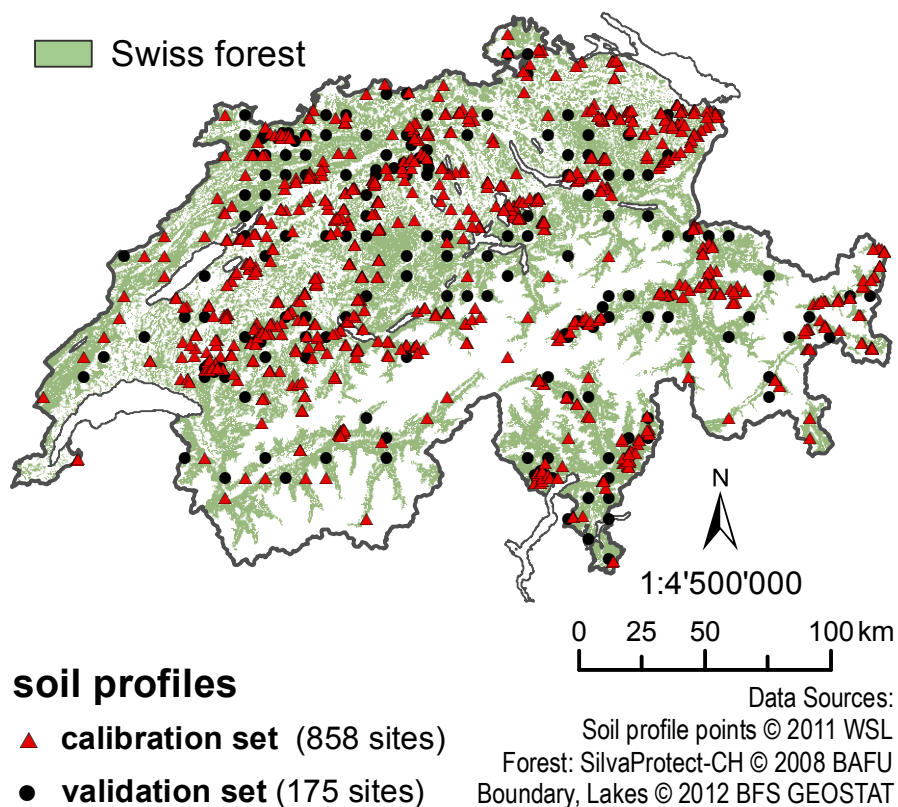 Swiss forest
N
1:4'500'000
0 25 50 100 km
soil profiles
calibration set (858 sites)
validation set (175 sites)
Data Sources:
Soil profile points © 2011 WSL
Forest: SilvaProtect-CH © 2008 BAFU
Boundary, Lakes © 2012 BFS GEOSTAT